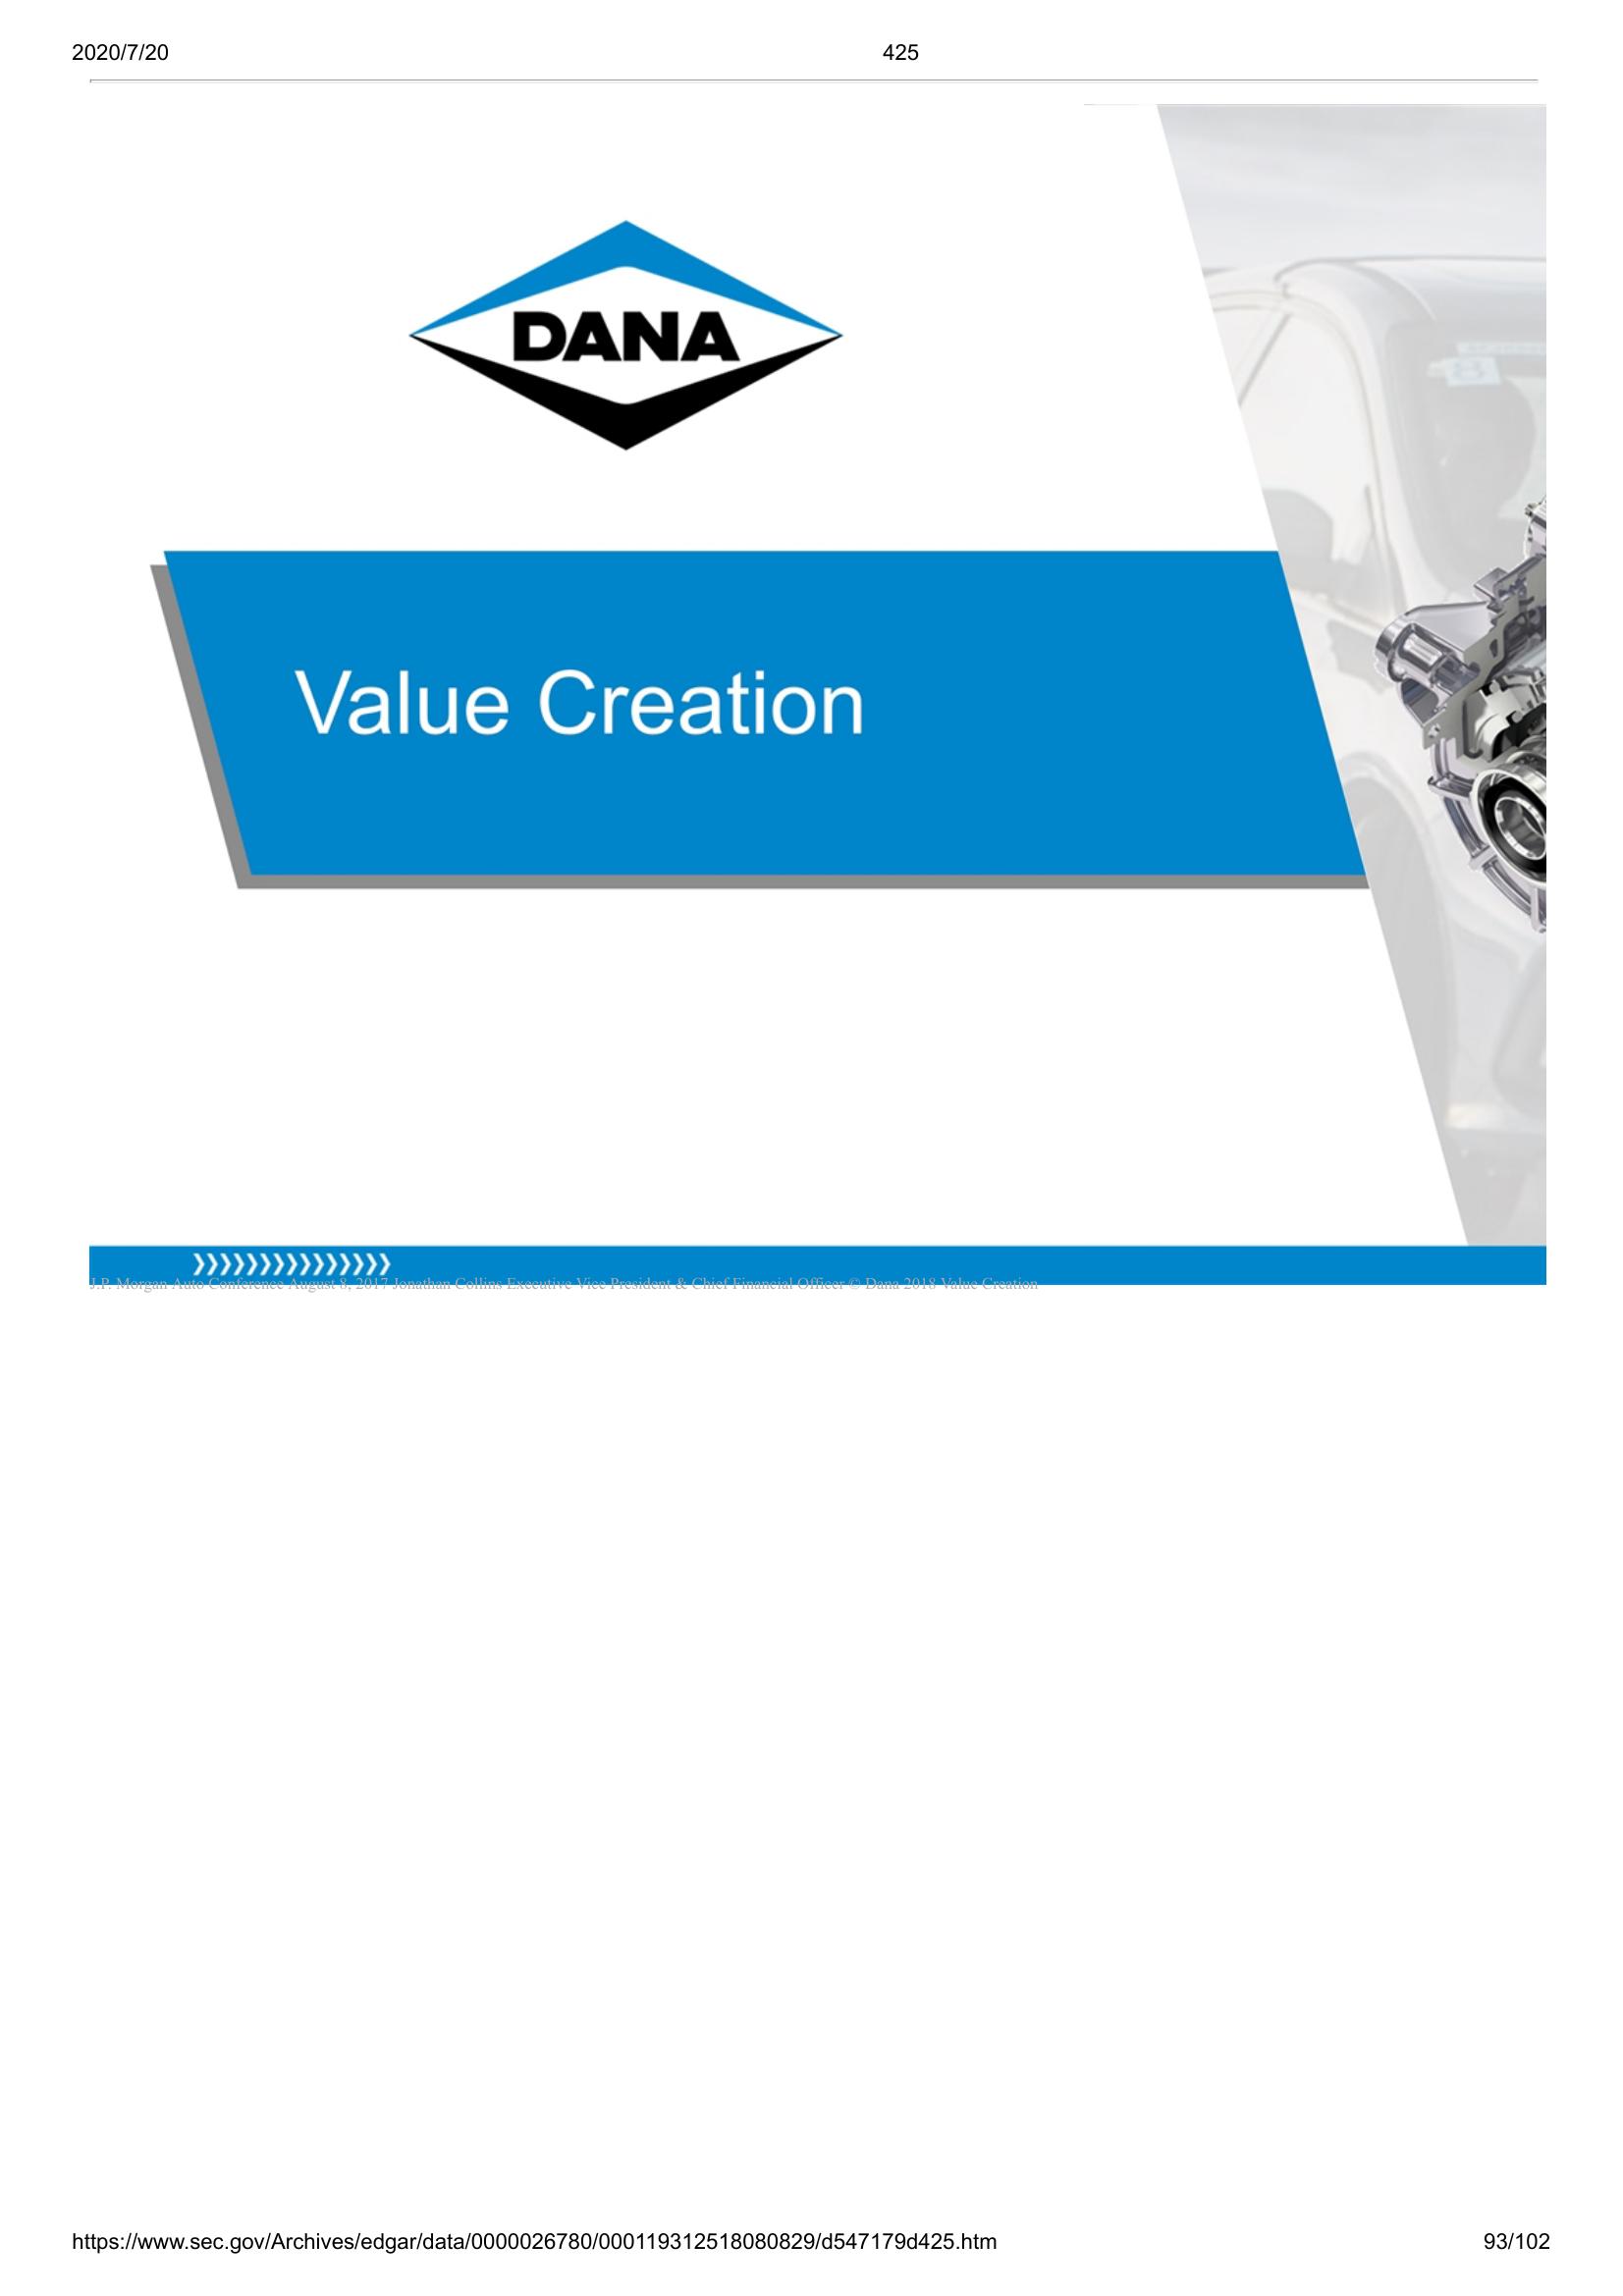 2020/7/20
425
DANA
Value Creation
J.P. Morgan Auto Conference August 8, 2017 Jonathan Collins Executive Vice President & Chief Financial Officer © Dana 2018 Value Creation
https://www.sec.gov/Archives/edgar/data/0000026780/000119312518080829/d547179d425.htm
93/102